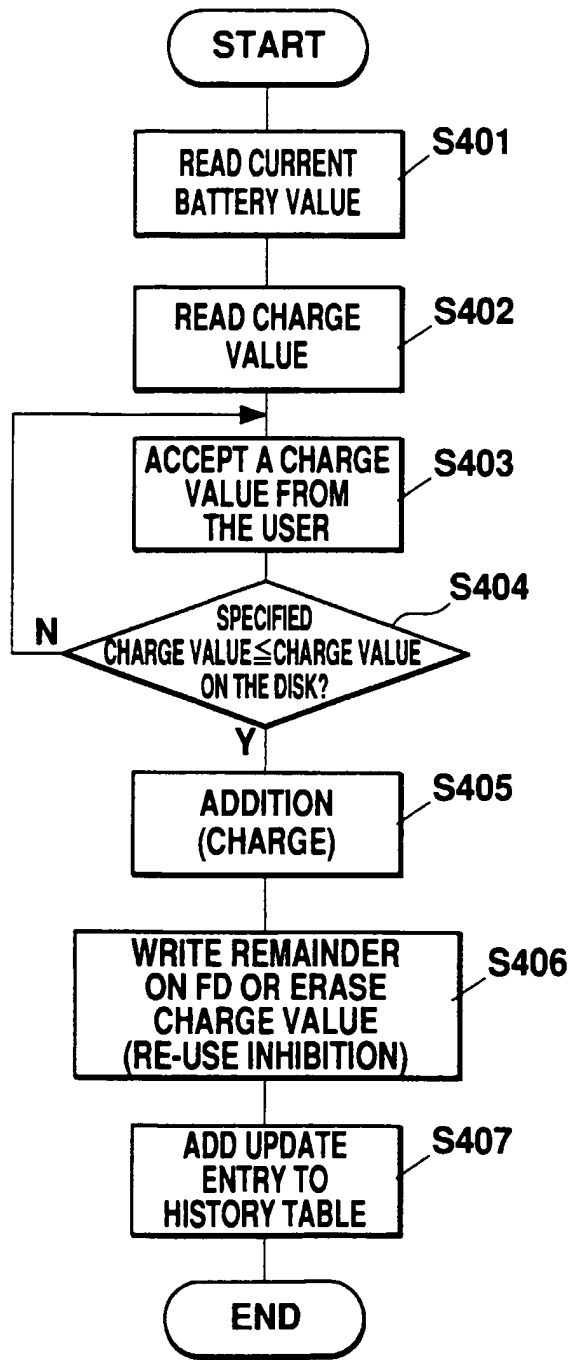 START
S401
READ CURRENT
BATTERY VALUE
S402
READ CHARGE
VALUE
S403
ACCEPT A CHARGE
VALUE FROM
THE USER
S404
SPECIFIED
CHARGE VALUE≦CHARGE VALUE
ON THE DISK?
N
Y
S405
ADDITION
(CHARGE)
S406
WRITE REMAINDER
ON FD OR ERASE
CHARGE VALUE
(RE-USE INHIBITION)
S407
ADD UPDATE
ENTRY TO
HISTORY TABLE
END